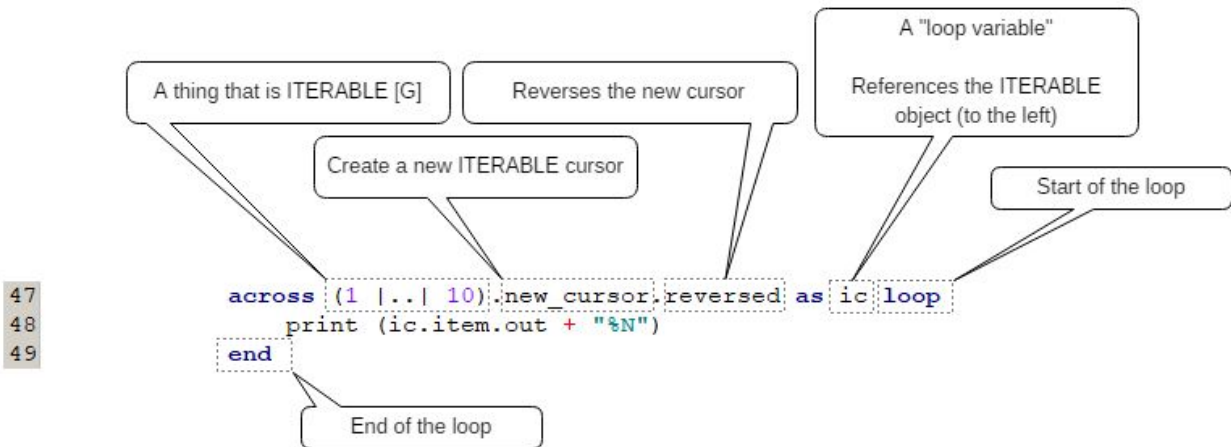 A "loop variable"
References the ITERABLE
object (to the left)
A thing that is ITERABLE [G]
Reverses the new cursor
Create a new ITERABLE cursor
Start of the loop
47 across (1 |..| 10).new_cursor.reversed as ic loop
48 print (ic.item.out + "%N")
49 end
End of the loop